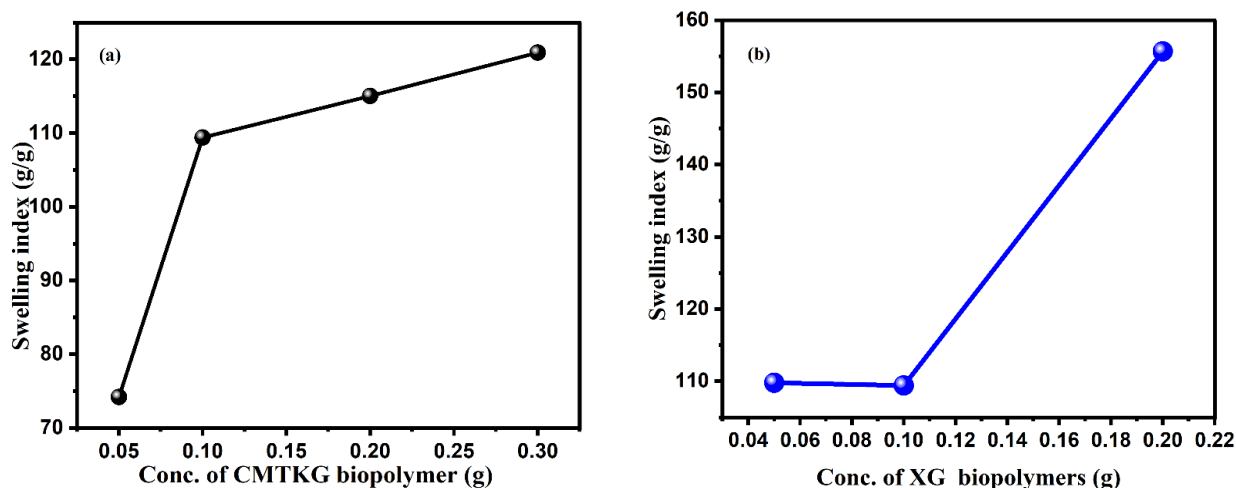 (a)
120
110
100
90
80
70
0.05 0.10 0.15 0.20 0.25 0.30
Swelling index (g/g)
Conc. of CMTKG biopolymer (g)
(b)
160
150
140
130
120
110
0.04 0.06 0.08 0.10 0.12 0.14 0.16 0.18 0.20 0.22
Swelling index (g/g)
Conc. of XG biopolymers (g)